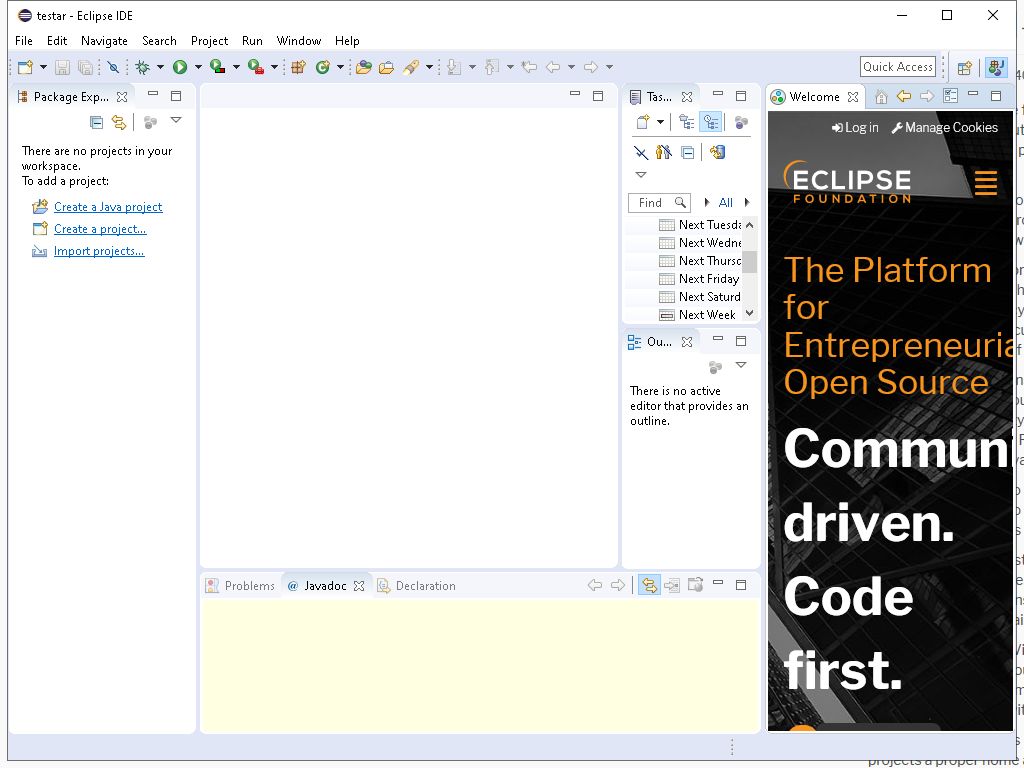 testar - Eclipse IDE
File Edit Navigate Search Project Run Window Help
Quick Access
Package Exp...
There are no projects in your
workspace.
To add a project:
Create a Java project
Create a project...
Import projects...
Tas...
Find
All
Next Tuesda
Next Wedne
Next Thursd
Next Friday
Next Saturd
Next Week
Ou...
There is no active
editor that provides an
outline.
Problems
@ Javadoc
Declaration
Welcome
Log in
Manage Cookies
ECLIPSE
FOUNDATION
The Platform
for
Entrepreneuria
Open Source
Commun
driven.
Code
first.
projects a proper home